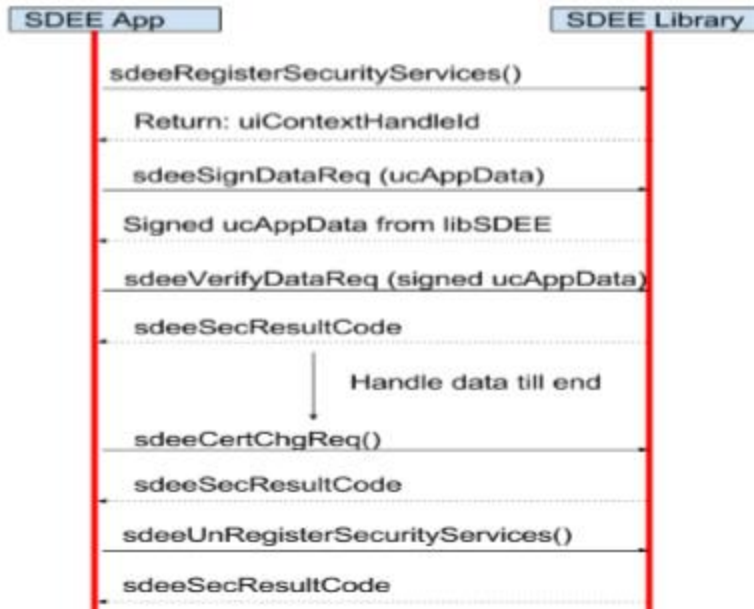 SDEE App
SDEE Library
sdeeRegisterSecurityServices()
Return: uiContextHandleId
sdeeSignDataReq (ucAppData)
Signed ucAppData from libSDEE
sdeeVerifyDataReq (signed ucAppData)
sdeeSecResultCode
Handle data till end
sdeeCertChgReq()
sdeeSecResultCode
sdeeUnRegisterSecurityServices()
sdeeSecResultCode